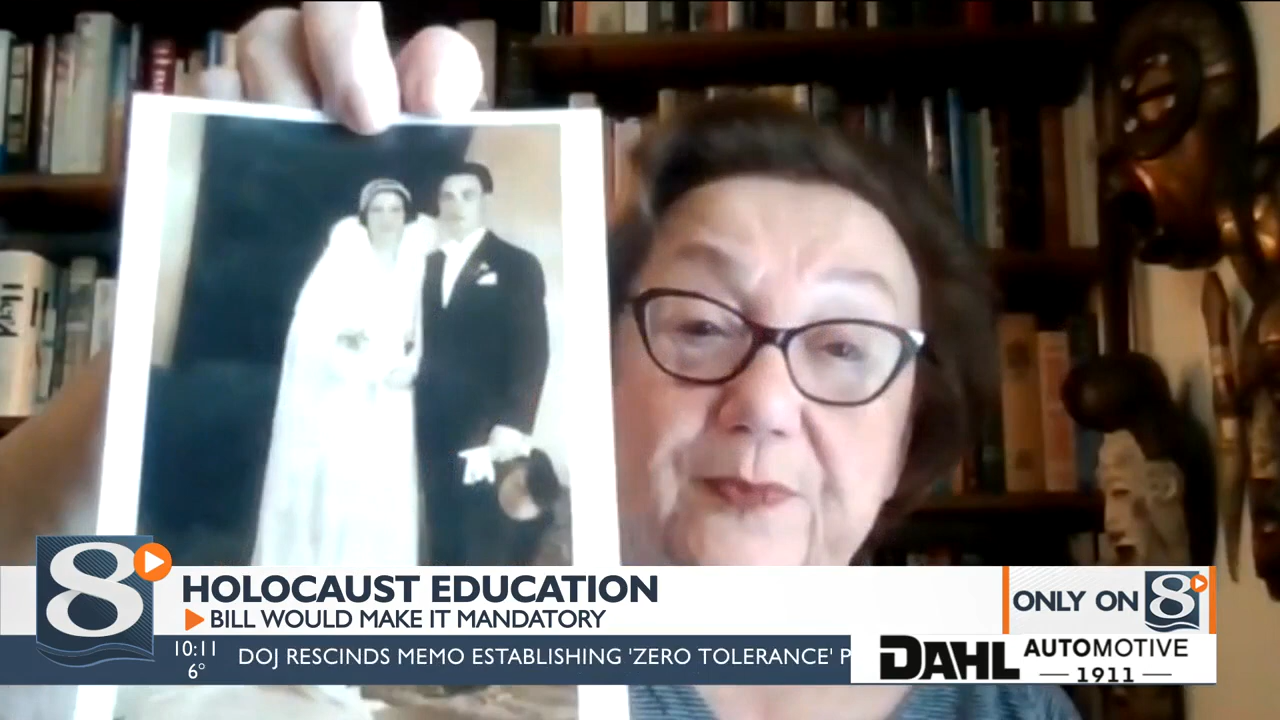 8
HOLOCAUST EDUCATION
BILL WOULD MAKE IT MANDATORY
ONLY ON 8
10:11
6°
DOJ RESCINDS MEMO ESTABLISHING 'ZERO TOLERANCE' P
DAHL AUTOMOTIVE
1911